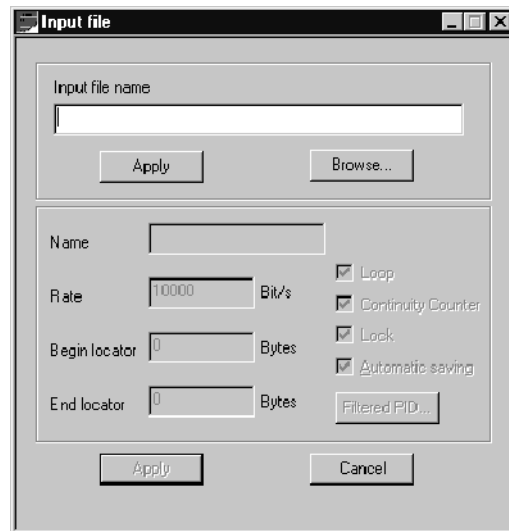 Input file
Input file name
Apply
Browse...
Name
Rate
10000
Bit/s
Loop
Continuity Counter
Begin locator
0
Bytes
Lock
Automatic saving
End locator
0
Bytes
Filtered PID...
Apply
Cancel